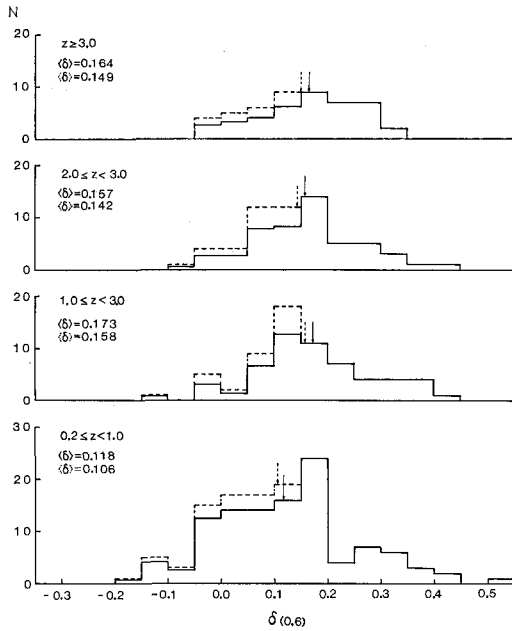 N
z ≥ 3.0
⟨δ⟩=0.164
⟨δ⟩=0.149
20
10
0
2.0 ≤ z < 3.0
⟨δ⟩=0.157
⟨δ⟩=0.142
20
10
0
1.0 ≤ z < 3.0
⟨δ⟩=0.173
⟨δ⟩=0.158
20
10
0
0.2 ≤ z < 1.0
⟨δ⟩=0.118
⟨δ⟩=0.106
30
20
10
0
-0.3 -0.2 -0.1 0.0 0.1 0.2 0.3 0.4 0.5
δ(0.6)